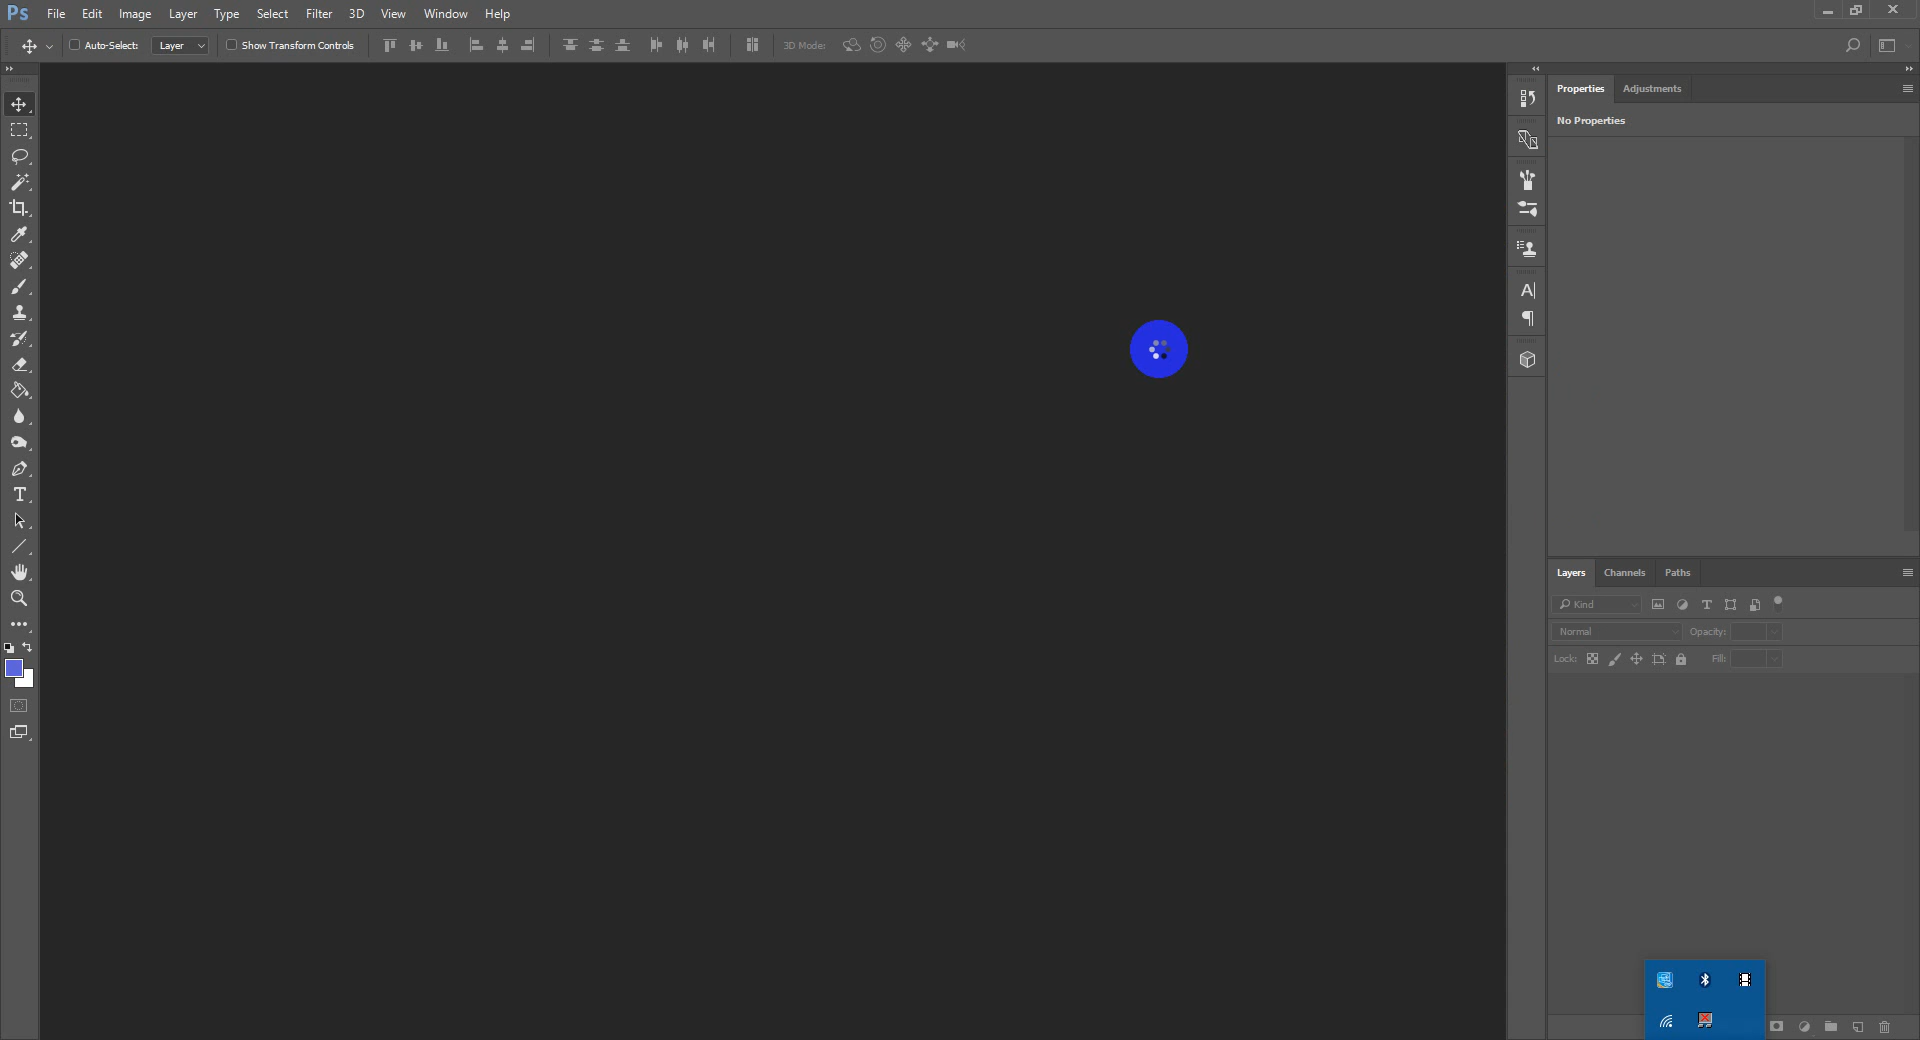 Ps File Edit Image Layer Type Select Filter 3D View Window Help
Auto-Select: Layer Show Transform Controls 3D Mode:
Properties Adjustments
No Properties
Layers Channels Paths
Kind
Normal Opacity:
Lock: Fill: